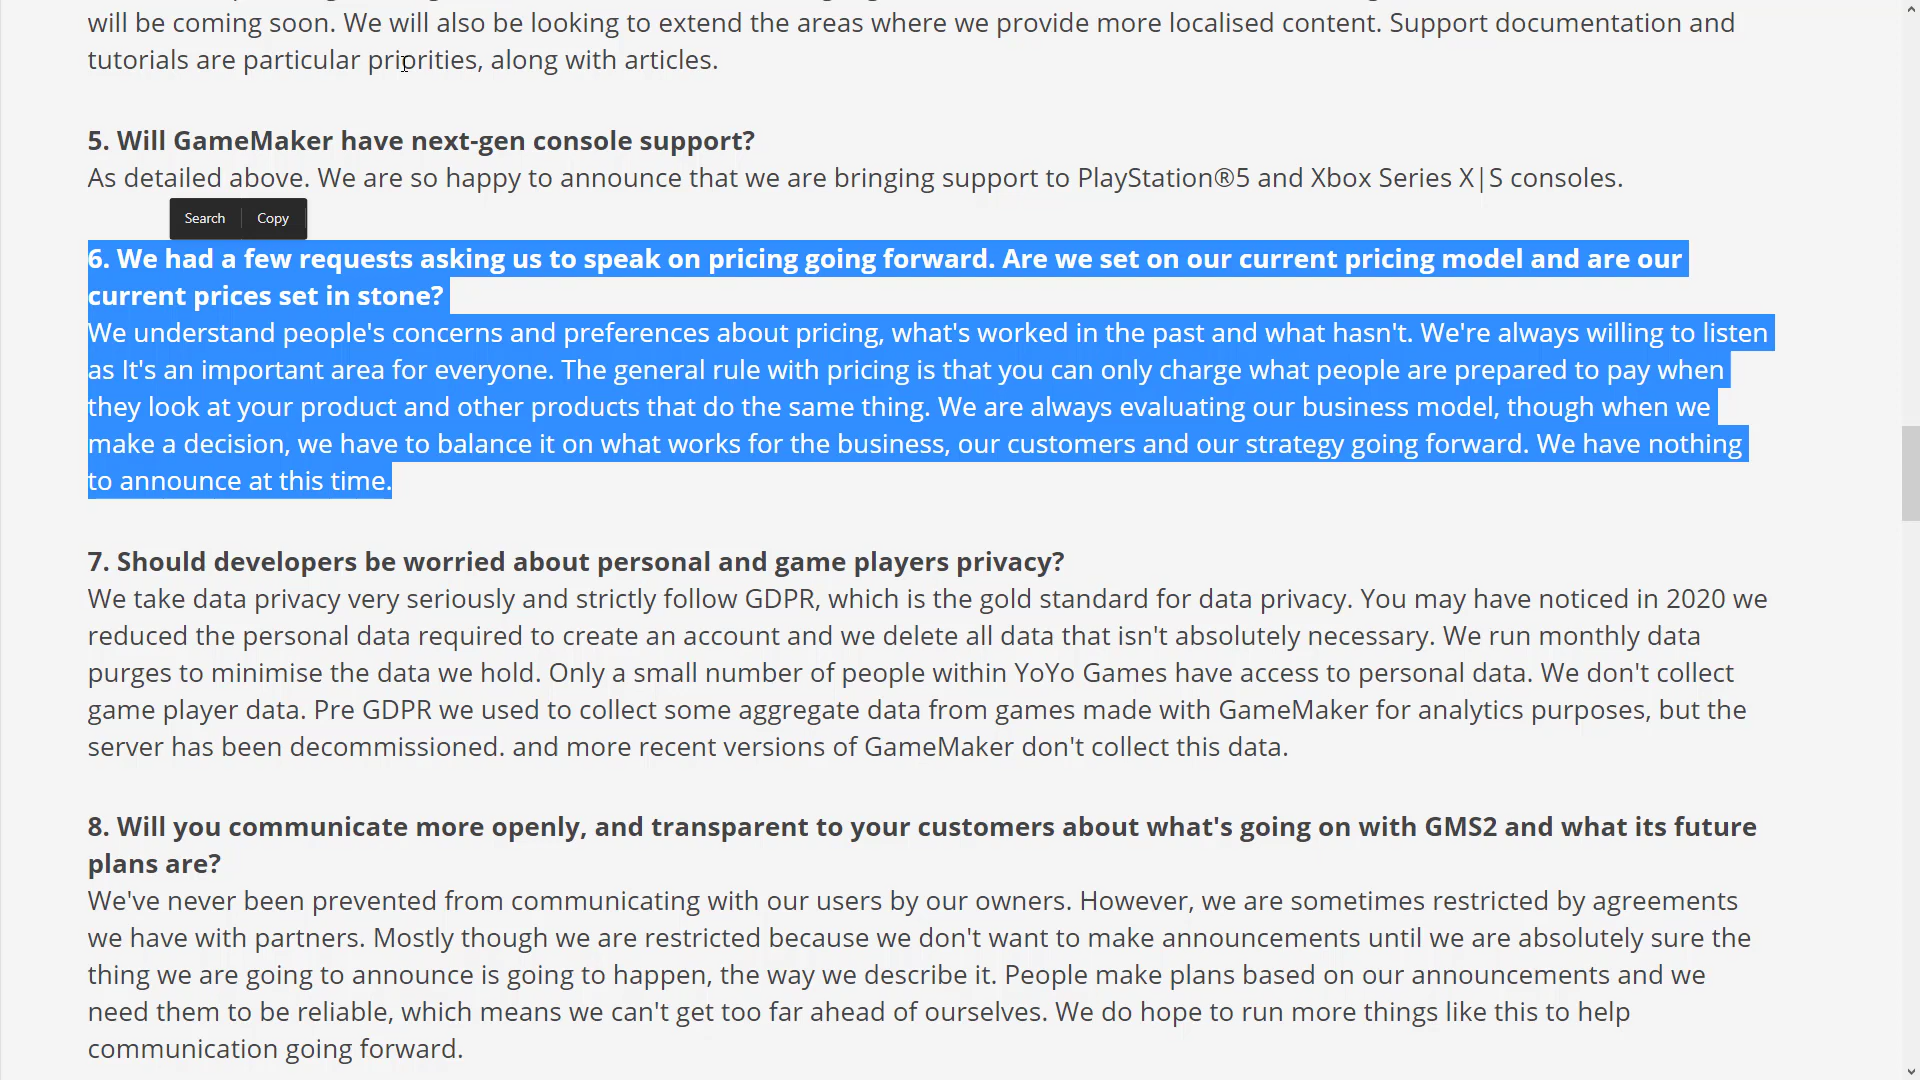 will be coming soon. We will also be looking to extend the areas where we provide more localised content. Support documentation and
tutorials are particular priorities, along with articles.
5. Will GameMaker have next-gen console support?
As detailed above. We are so happy to announce that we are bringing support to PlayStation®5 and Xbox Series X|S consoles.
Search Copy
6. We had a few requests asking us to speak on pricing going forward. Are we set on our current pricing model and are our
current prices set in stone?
We understand people's concerns and preferences about pricing, what's worked in the past and what hasn't. We're always willing to listen
as It's an important area for everyone. The general rule with pricing is that you can only charge what people are prepared to pay when
they look at your product and other products that do the same thing. We are always evaluating our business model, though when we
make a decision, we have to balance it on what works for the business, our customers and our strategy going forward. We have nothing
to announce at this time.
7. Should developers be worried about personal and game players privacy?
We take data privacy very seriously and strictly follow GDPR, which is the gold standard for data privacy. You may have noticed in 2020 we
reduced the personal data required to create an account and we delete all data that isn't absolutely necessary. We run monthly data
purges to minimise the data we hold. Only a small number of people within YoYo Games have access to personal data. We don't collect
game player data. Pre GDPR we used to collect some aggregate data from games made with GameMaker for analytics purposes, but the
server has been decommissioned. and more recent versions of GameMaker don't collect this data.
8. Will you communicate more openly, and transparent to your customers about what's going on with GMS2 and what its future
plans are?
We've never been prevented from communicating with our users by our owners. However, we are sometimes restricted by agreements
we have with partners. Mostly though we are restricted because we don't want to make announcements until we are absolutely sure the
thing we are going to announce is going to happen, the way we describe it. People make plans based on our announcements and we
need them to be reliable, which means we can't get too far ahead of ourselves. We do hope to run more things like this to help
communication going forward.